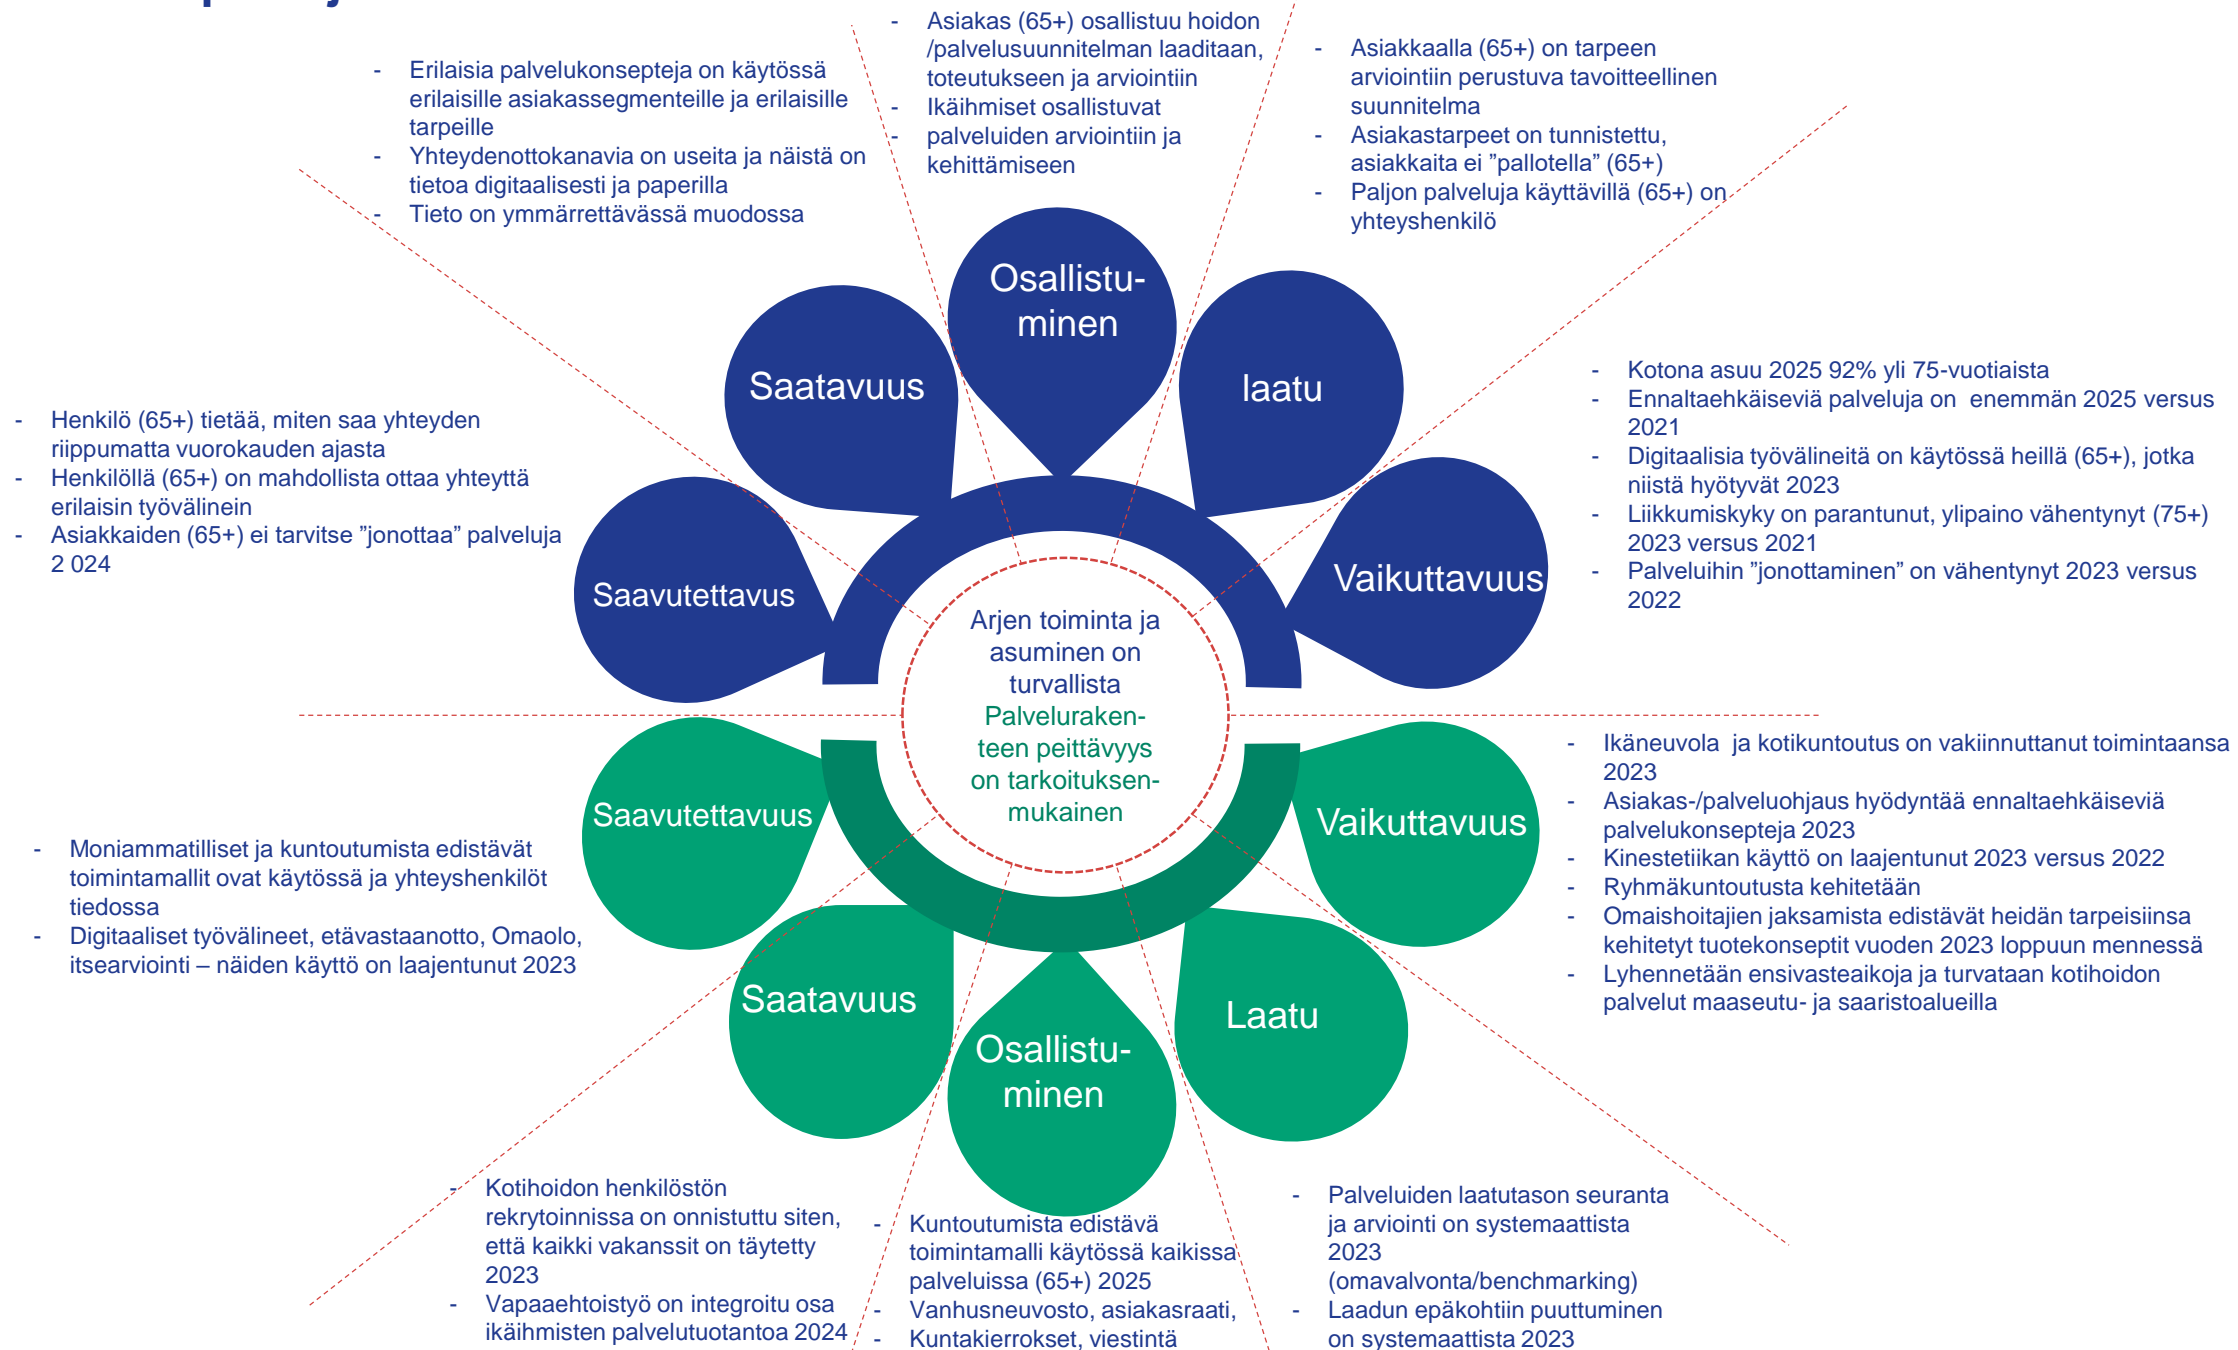 - Asiakas (65+) osallistuu hoidon
/palvelusuunnitelman laaditaan,
toteutukseen ja arviointiin
- Ikäihmiset osallistuvat
- palveluiden arviointiin ja
kehittämiseen
- Erilaisia palvelukonsepteja on käytössä
erilaisille asiakassegmenteille ja erilaisille
tarpeille
- Yhteydenottokanavia on useita ja näistä on
tietoa digitaalisesti ja paperilla
- Tieto on ymmärrettävässä muodossa
- Asiakkaalla (65+) on tarpeen
arviointiin perustuva tavoitteellinen
suunnitelma
- Asiakastarpeet on tunnistettu,
asiakkaita ei ”pallotella” (65+)
- Paljon palveluja käyttävillä (65+) on
yhteyshenkilö
Osallistu-
minen
Saatavuus
laatu
- Henkilö (65+) tietää, miten saa yhteyden
riippumatta vuorokauden ajasta
- Henkilöllä (65+) on mahdollista ottaa yhteyttä
erilaisin työvälinein
- Asiakkaiden (65+) ei tarvitse ”jonottaa” palveluja
2 024
- Kotona asuu 2025 92% yli 75-vuotiaista
- Ennaltaehkäiseviä palveluja on enemmän 2025 versus
2021
- Digitaalisia työvälineitä on käytössä heillä (65+), jotka
niistä hyötyvät 2023
- Liikkumiskyky on parantunut, ylipaino vähentynyt (75+)
2023 versus 2021
- Palveluihin ”jonottaminen” on vähentynyt 2023 versus
2022
Saavutettavus
Vaikuttavuus
Arjen toiminta ja
asuminen on
turvallista
Palveluraken-
teen peittävyys
on tarkoituksen-
mukainen
Saavutettavuus
Vaikuttavuus
- Ikäneuvola ja kotikuntoutus on vakiinnuttanut toimintaansa
2023
- Asiakas-/palveluohjaus hyödyntää ennaltaehkäiseviä
palvelukonsepteja 2023
- Kinestetiikan käyttö on laajentunut 2023 versus 2022
- Ryhmäkuntoutusta kehitetään
- Omaishoitajien jaksamista edistävät heidän tarpeisiinsa
kehitetyt tuotekonseptit vuoden 2023 loppuun mennessä
- Lyhennetään ensivasteaikoja ja turvataan kotihoidon
palvelut maaseutu- ja saaristoalueilla
- Moniammatilliset ja kuntoutumista edistävät
toimintamallit ovat käytössä ja yhteyshenkilöt
tiedossa
- Digitaaliset työvälineet, etävastaanotto, Omaolo,
itsearviointi – näiden käyttö on laajentunut 2023
Saatavuus
Laatu
Osallistu-
minen
- Kotihoidon henkilöstön
rekrytoinnissa on onnistuttu siten,
että kaikki vakanssit on täytetty
2023
- Vapaaehtoistyö on integroitu osa
ikäihmisten palvelutuotantoa 2024
- Kuntoutumista edistävä
toimintamalli käytössä kaikissa
palveluissa (65+) 2025
- Vanhusneuvosto, asiakasraati,
- Kuntakierrokset, viestintä
- Palveluiden laatutason seuranta
ja arviointi on systemaattista
2023
(omavalvonta/benchmarking)
- Laadun epäkohtiin puuttuminen
on systemaattista 2023